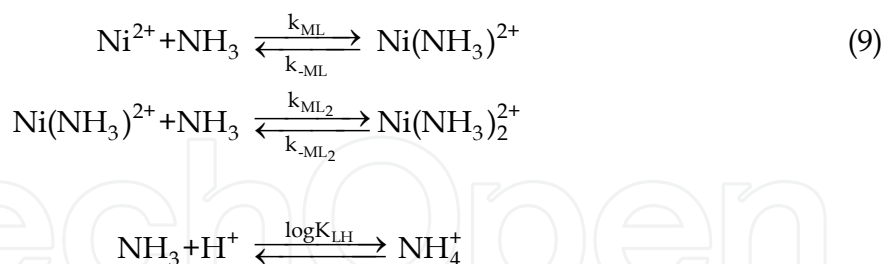 Ni²⁺+NH₃ ⇌ Ni(NH₃)²⁺ (9)
k_ML
k_-ML
Ni(NH₃)²⁺+NH₃ ⇌ Ni(NH₃)₂²⁺
k_ML₂
k_-ML₂
NH₃+H⁺ ⇌ NH₄⁺
logK_LH
echOpen